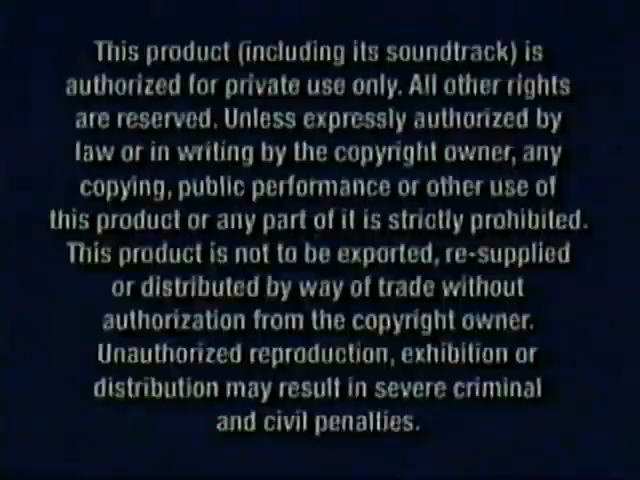 This product (including its soundtrack) is
authorized for private use only. All other rights
are reserved. Unless expressly authorized by
law or in writing by the copyright owner, any
copying, public performance or other use of
this product or any part of it is strictly prohibited.
This product is not to be exported, re-supplied
or distributed by way of trade without
authorization from the copyright owner.
Unauthorized reproduction, exhibition or
distribution may result in severe criminal
and civil penalties.